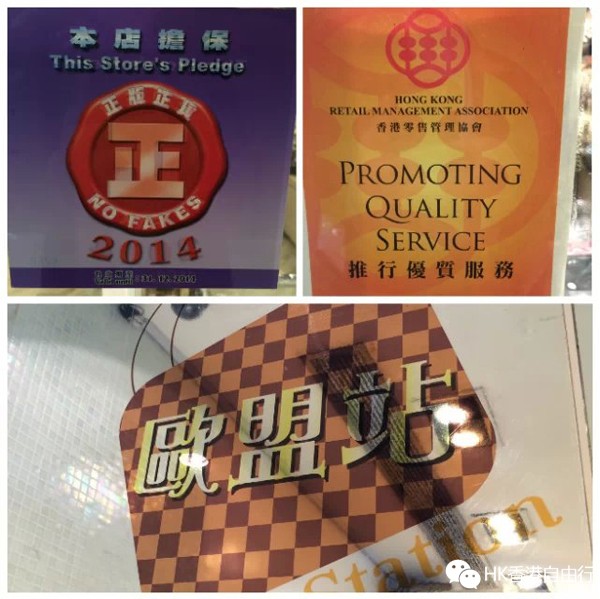 本店擔保
This Store's Pledge
正版正貨
正
NO FAKES
2014
HONG KONG
RETAIL MANAGEMENT ASSOCIATION
香港零售管理協會
PROMOTING
QUALITY
SERVICE
推行優質服務
歐盟站
Station
HK香港自由行